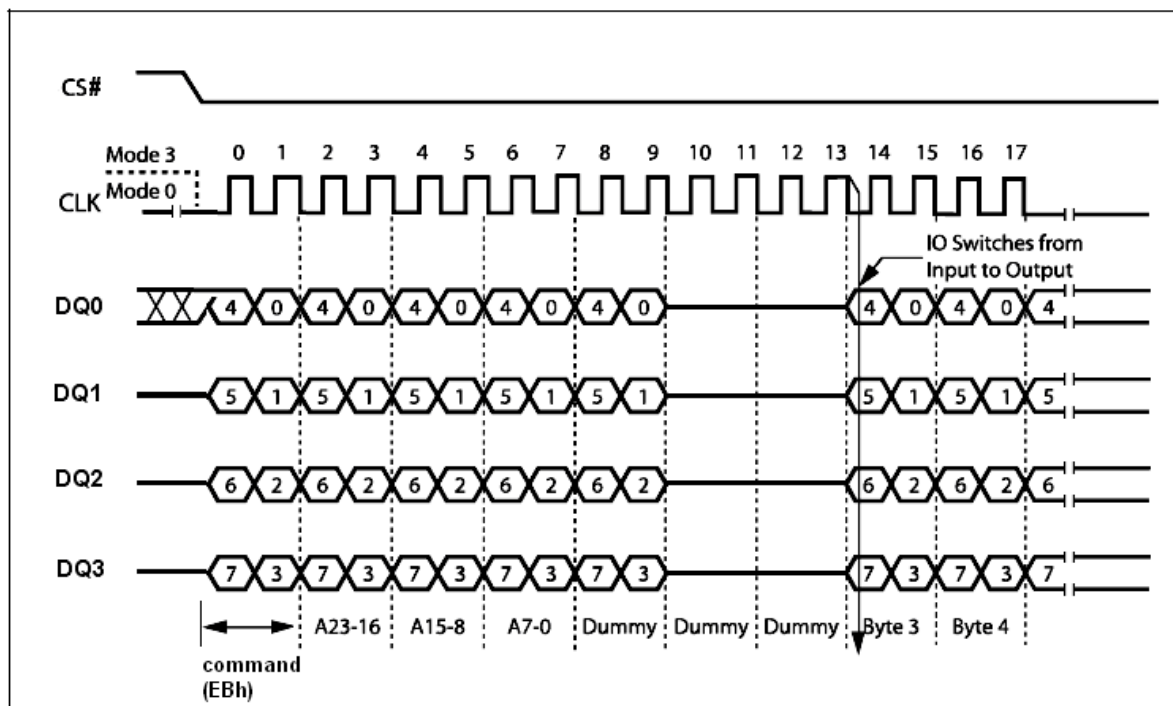 CS#
Mode 3
0 1 2 3 4 5 6 7 8 9 10 11 12 13 14 15 16 17
Mode 0
CLK
IO Switches from
Input to Output
DQ0 4 0 4 0 4 0 4 0 4 0 4 0 4 0 4
DQ1 5 1 5 1 5 1 5 1 5 1 5 1 5 1 5
DQ2 6 2 6 2 6 2 6 2 6 2 6 2 6 2 6
DQ3 7 3 7 3 7 3 7 3 7 3 7 3 7 3 7
A23-16 A15-8 A7-0 Dummy Dummy Dummy Byte 3 Byte 4
command
(EBh)